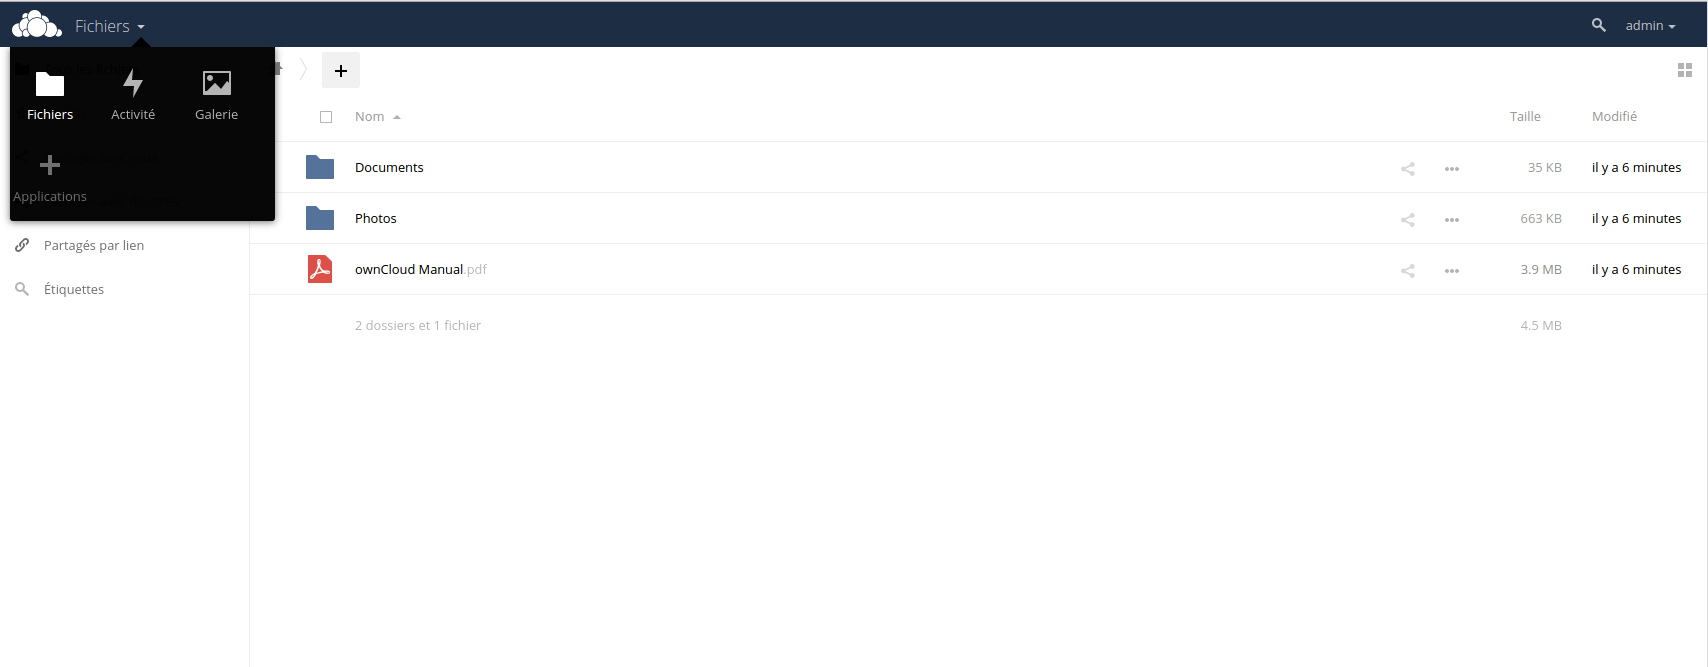 Fichiers
admin
Fichiers Activité Galerie
Applications
Partagés par lien
Étiquettes
Nom Taille Modifié
Documents 35 KB il y a 6 minutes
Photos 663 KB il y a 6 minutes
ownCloud Manual.pdf 3.9 MB il y a 6 minutes
2 dossiers et 1 fichier 4.5 MB